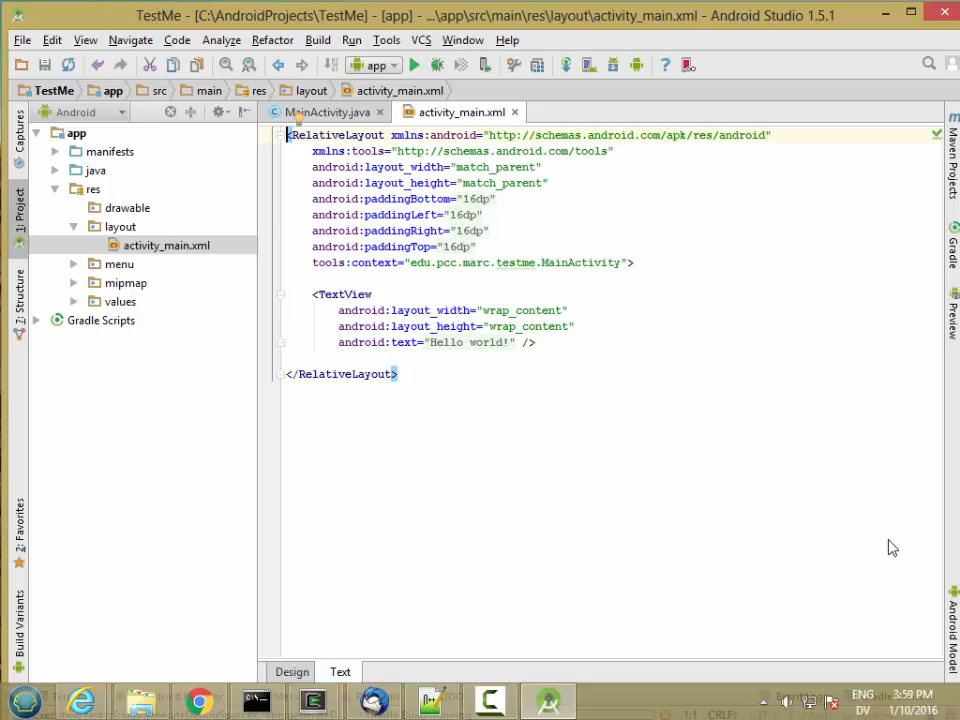 TestMe - [C:\AndroidProjects\TestMe] - [app] - ...\app\src\main\res\layout\activity_main.xml - Android Studio 1.5.1
File Edit View Navigate Code Analyze Refactor Build Run Tools VCS Window Help
app
TestMe app src main res layout activity_main.xml
Android
MainActivity.java
activity_main.xml
Captures
1: Project
7: Structure
2: Favorites
Build Variants
app
manifests
java
res
drawable
layout
activity_main.xml
menu
mipmap
values
Gradle Scripts
<RelativeLayout xmlns:android="http://schemas.android.com/apk/res/android"
xmlns:tools="http://schemas.android.com/tools"
android:layout_width="match_parent"
android:layout_height="match_parent"
android:paddingBottom="16dp"
android:paddingLeft="16dp"
android:paddingRight="16dp"
android:paddingTop="16dp"
tools:context="edu.pcc.marc.testme.MainActivity">
<TextView
android:layout_width="wrap_content"
android:layout_height="wrap_content"
android:text="Hello world!" />
</RelativeLayout>
Maven Projects
Gradle
Preview
Android Model
Design Text
ENG 3:59 PM
DV 1/10/2016